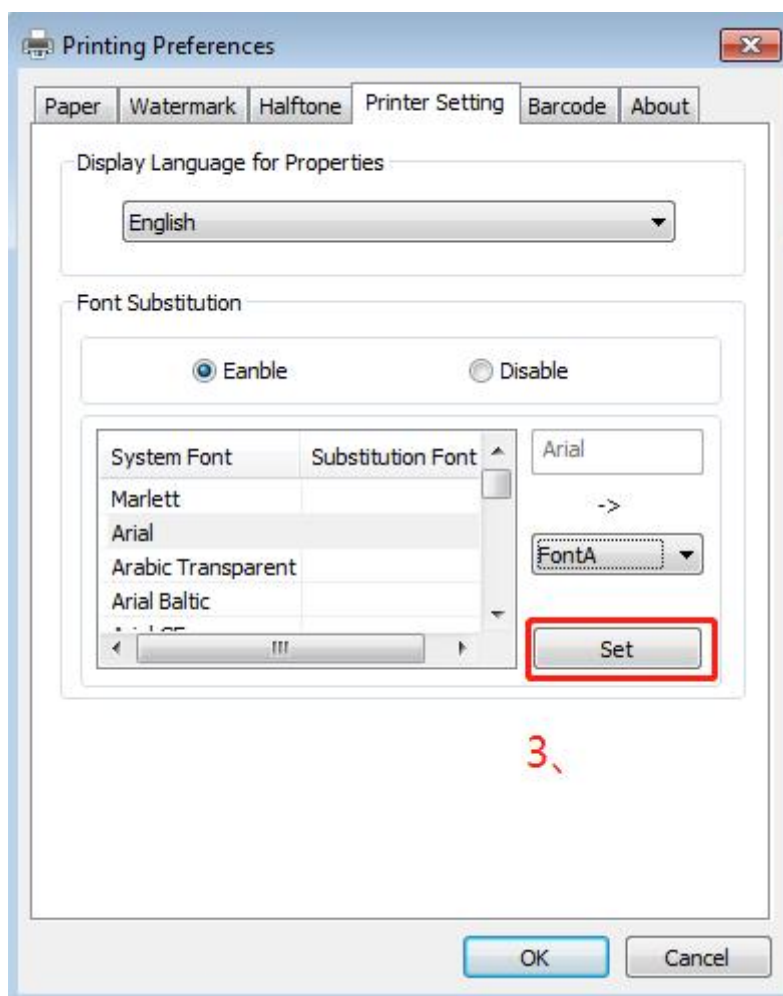 Printing Preferences
Paper Watermark Halftone Printer Setting Barcode About
Display Language for Properties
English
Font Substitution
Eanble Disable
System Font Substitution Font
Marlett
Arial
Arabic Transparent
Arial Baltic
Arial
->
FontA
Set
3、
OK Cancel